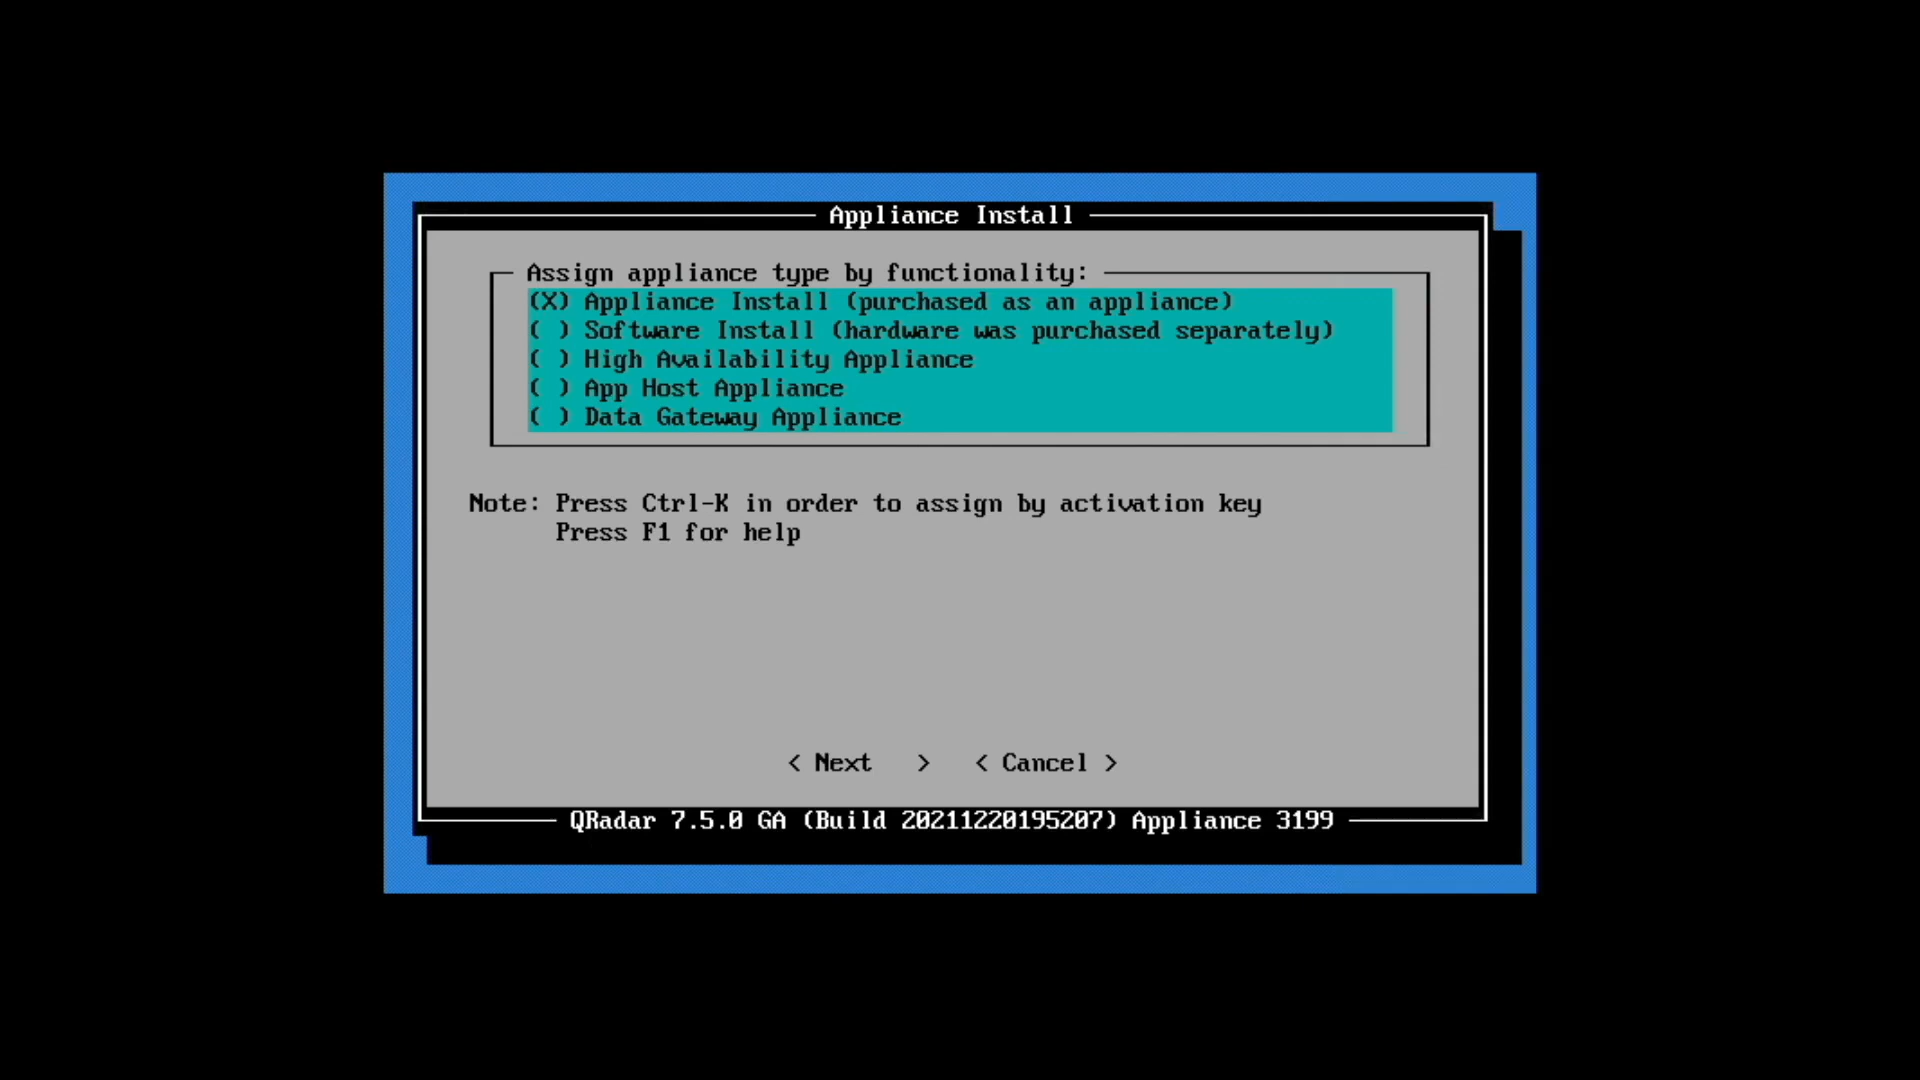 Appliance Install
Assign appliance type by functionality:
(X) Appliance Install (purchased as an appliance)
( ) Software Install (hardware was purchased separately)
( ) High Availability Appliance
( ) App Host Appliance
( ) Data Gateway Appliance
Note: Press Ctrl-K in order to assign by activation key
Press F1 for help
< Next > < Cancel >
QRadar 7.5.0 GA (Build 20211220195207) Appliance 3199